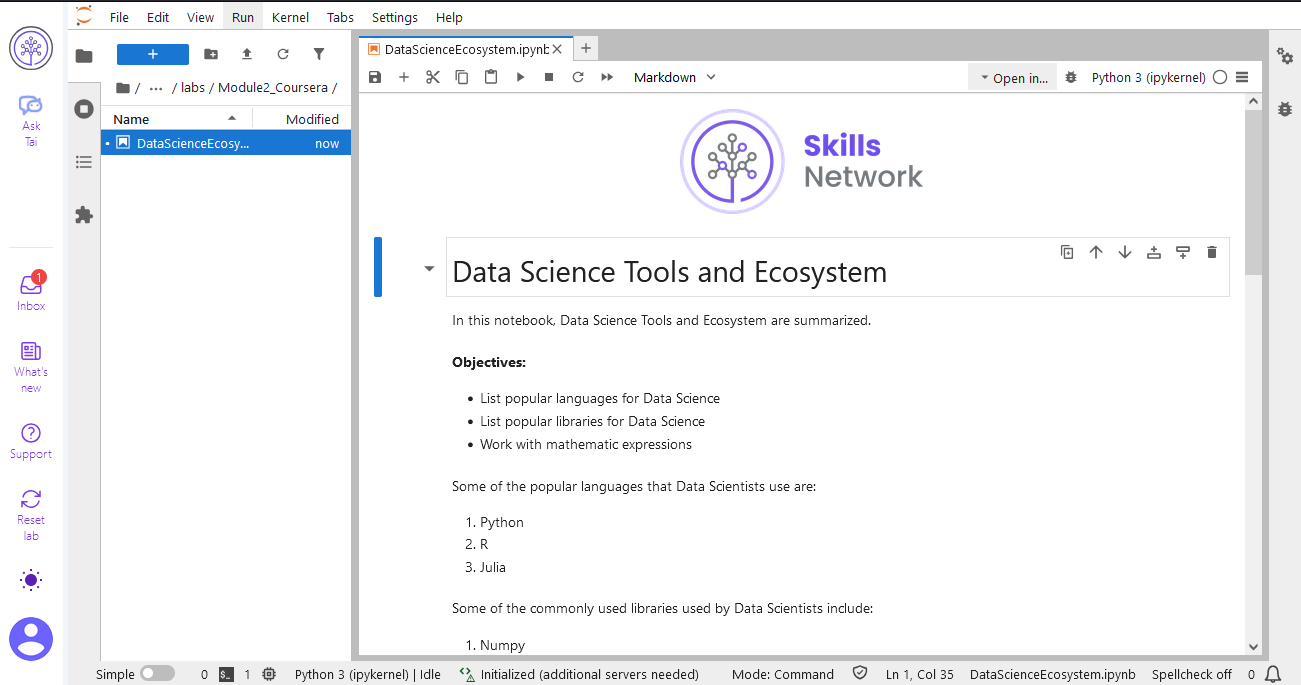 File Edit View Run Kernel Tabs Settings Help
Ask
Tai
1
Inbox
What's
new
Support
Reset
lab
+
/ ... / labs / Module2_Coursera /
Name Modified
DataScienceEcosy... now
DataScienceEcosystem.ipynb
Markdown
Open in...
Python 3 (ipykernel)
Skills
Network
Data Science Tools and Ecosystem
In this notebook, Data Science Tools and Ecosystem are summarized.
Objectives:
• List popular languages for Data Science
• List popular libraries for Data Science
• Work with mathematic expressions
Some of the popular languages that Data Scientists use are:
1. Python
2. R
3. Julia
Some of the commonly used libraries used by Data Scientists include:
1. Numpy
Simple 0 $_ 1 Python 3 (ipykernel) | Idle Initialized (additional servers needed) Mode: Command Ln 1, Col 35 DataScienceEcosystem.ipynb Spellcheck off 0